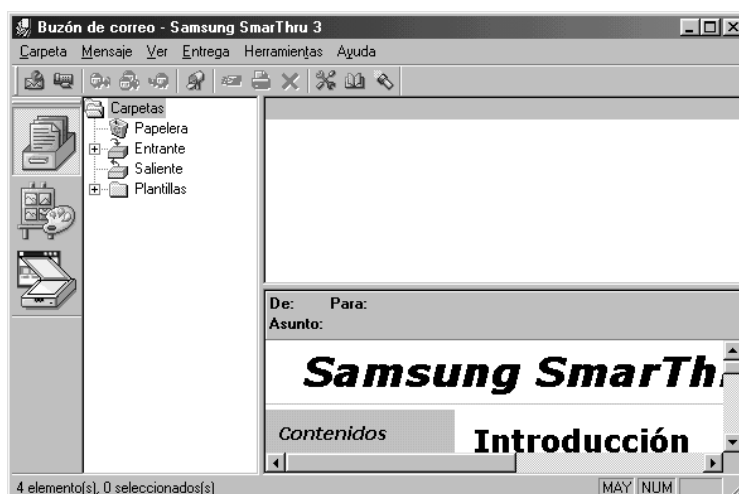 Buzón de correo - Samsung SmarThru 3
Carpeta Mensaje Ver Entrega Herramientas Ayuda
Carpetas
Papelera
Entrante
Saliente
Plantillas
De: Para:
Asunto:
Samsung SmarTh
Contenidos
Introducción
4 elemento(s), 0 seleccionados(s)
MAY NUM